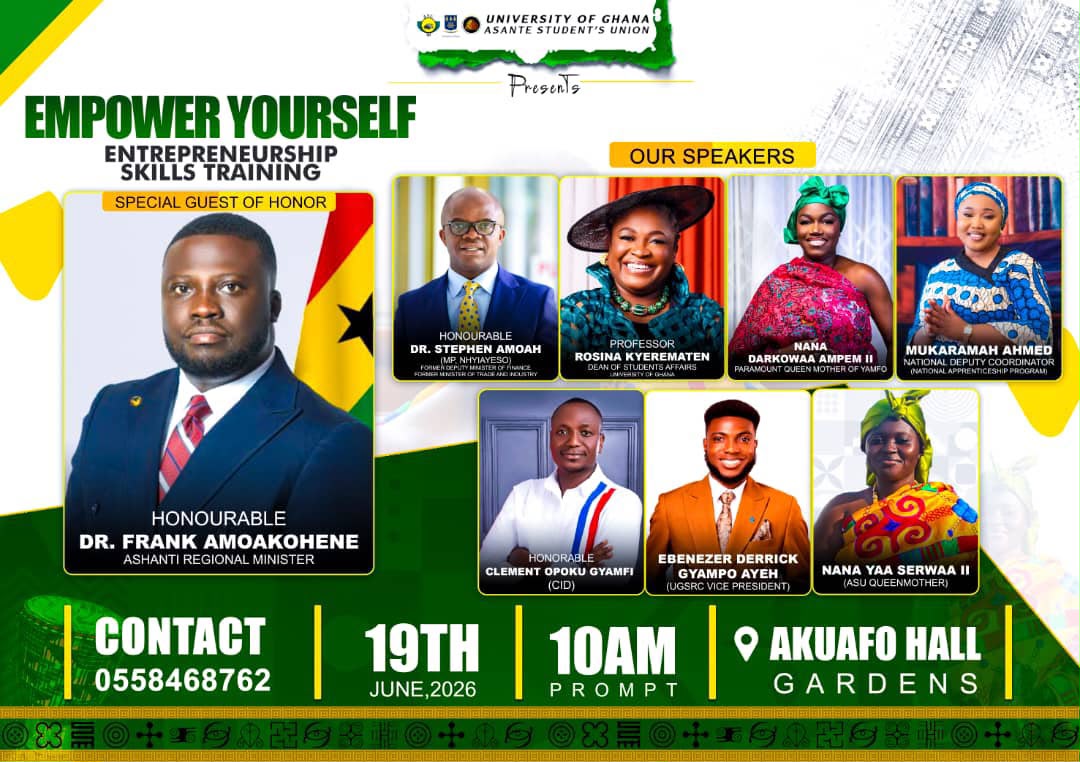 UNIVERSITY OF GHANA
ASANTE STUDENT'S UNION
Presents
EMPOWER YOURSELF
ENTREPRENEURSHIP
SKILLS TRAINING
SPECIAL GUEST OF HONOR
HONOURABLE
DR. FRANK AMOAKOHENE
ASHANTI REGIONAL MINISTER
OUR SPEAKERS
HONOURABLE
DR. STEPHEN AMOAH
(MP, NHYIAYESO)
FORMER DEPUTY MINISTER OF FINANCE
FORMER MINISTER OF TRADE AND INDUSTRY
PROFESSOR
ROSINA KYEREMATEN
DEAN OF STUDENTS AFFAIRS
UNIVERSITY OF GHANA
NANA
DARKOWAA AMPEM II
PARAMOUNT QUEEN MOTHER OF YAMFO
MUKARAMAH AHMED
NATIONAL DEPUTY COORDINATOR
(NATIONAL APPRENTICESHIP PROGRAM)
HONORABLE
CLEMENT OPOKU GYAMFI
(CID)
EBENEZER DERRICK
GYAMPO AYEH
(UGSRC VICE PRESIDENT)
NANA YAA SERWAA II
(ASU QUEENMOTHER)
CONTACT
0558468762
19TH
JUNE,2026
10AM
PROMPT
AKUAFO HALL
GARDENS